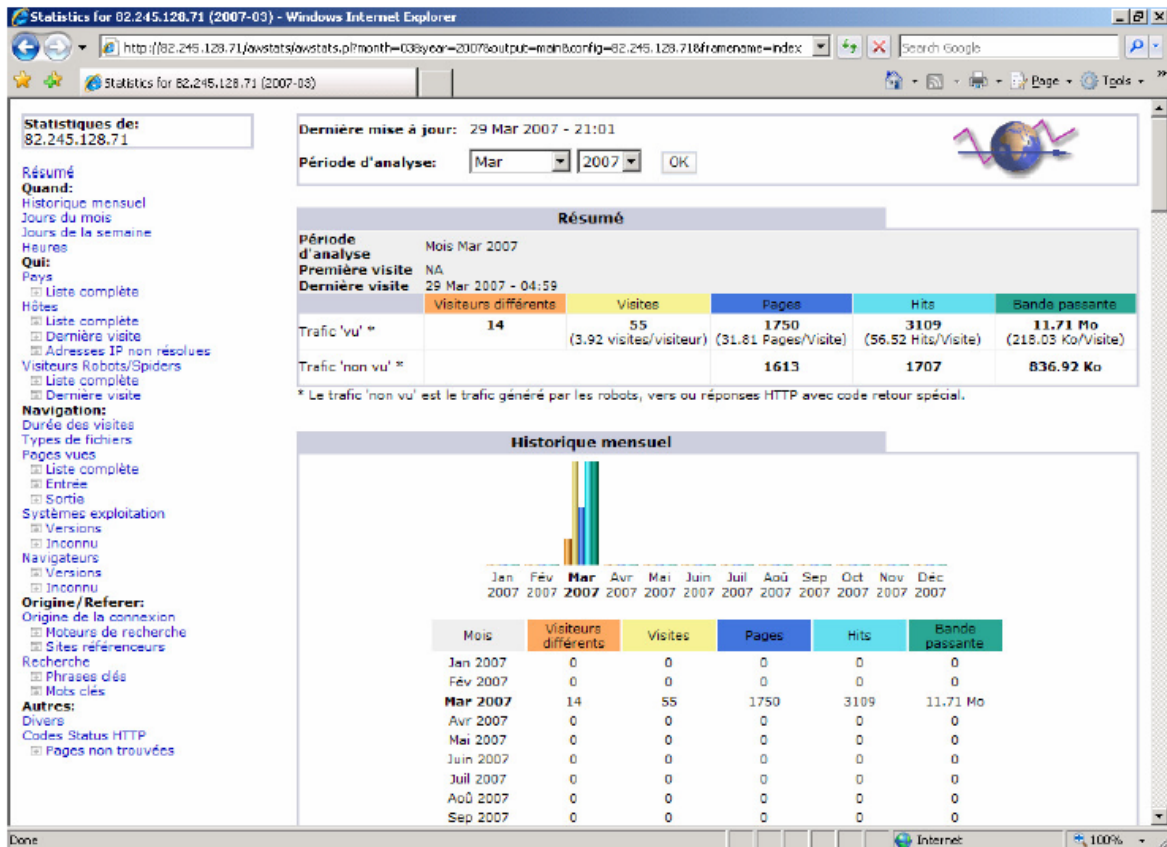 Statistics for 82.245.128.71 (2007-03) - Windows Internet Explorer
http://82.245.128.71/awstats/awstats.pl?month=03&year=2007&output=main&config=82.245.128.71&framename=index
Search Google
Statistics for 82.245.128.71 (2007-03)
Page
Tools
Statistiques de:
82.245.128.71
Résumé
Quand:
Historique mensuel
Jours du mois
Jours de la semaine
Heures
Qui:
Pays
Liste complète
Hôtes
Liste complète
Dernière visite
Adresses IP non résolues
Visiteurs Robots/Spiders
Liste complète
Dernière visite
Navigation:
Durée des visites
Types de fichiers
Pages vues
Liste complète
Entrée
Sortie
Systèmes exploitation
Versions
Inconnu
Navigateurs
Versions
Inconnu
Origine/Referer:
Origine de la connexion
Moteurs de recherche
Sites référenceurs
Recherche
Phrases clés
Mots clés
Autres:
Divers
Codes Status HTTP
Pages non trouvées
Dernière mise à jour: 29 Mar 2007 - 21:01
Période d'analyse: Mar 2007 OK
Résumé
Période d'analyse Mois Mar 2007
Première visite NA
Dernière visite 29 Mar 2007 - 04:59
Visiteurs différents Visites Pages Hits Bande passante
Trafic 'vu' * 14 55 1750 3109 11.71 Mo
(3.92 visites/visiteur) (31.81 Pages/Visite) (56.52 Hits/Visite) (218.03 Ko/Visite)
Trafic 'non vu' * 1613 1707 836.92 Ko
* Le trafic 'non vu' est le trafic généré par les robots, vers ou réponses HTTP avec code retour spécial.
Historique mensuel
Jan Fév Mar Avr Mai Juin Juil Aoû Sep Oct Nov Déc
2007 2007 2007 2007 2007 2007 2007 2007 2007 2007 2007 2007
Mois Visiteurs différents Visites Pages Hits Bande passante
Jan 2007 0 0 0 0 0
Fév 2007 0 0 0 0 0
Mar 2007 14 55 1750 3109 11.71 Mo
Avr 2007 0 0 0 0 0
Mai 2007 0 0 0 0 0
Juin 2007 0 0 0 0 0
Juil 2007 0 0 0 0 0
Aoû 2007 0 0 0 0 0
Sep 2007 0 0 0 0 0
Done
Internet
100%